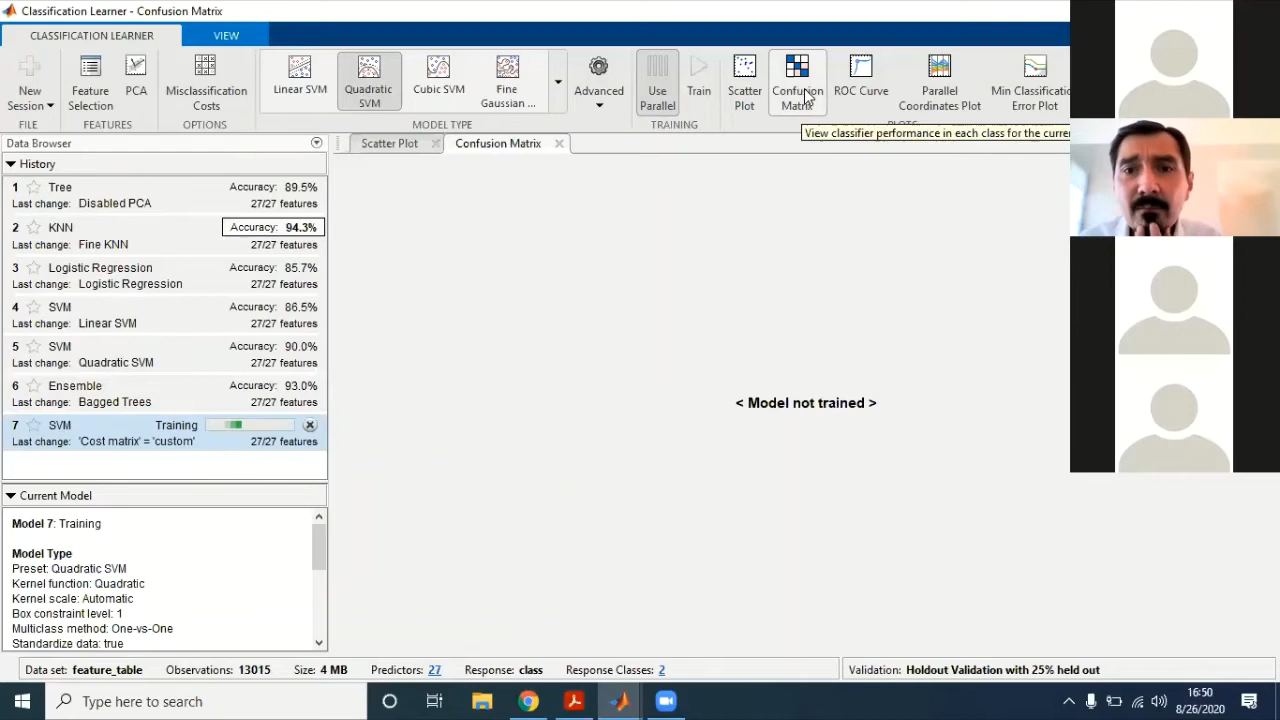 Classification Learner - Confusion Matrix
CLASSIFICATION LEARNER
VIEW
New Session
Feature Selection
PCA
Misclassification Costs
Linear SVM
Quadratic SVM
Cubic SVM
Fine Gaussian ...
Advanced
Use Parallel
Train
Scatter Plot
Confusion Matrix
ROC Curve
Parallel Coordinates Plot
Min Error Plot
FILE
FEATURES
OPTIONS
MODEL TYPE
TRAINING
View classifier performance in each class for the
Data Browser
Scatter Plot
Confusion Matrix
History
1 Tree Accuracy: 89.5%
Last change: Disabled PCA 27/27 features
2 KNN Accuracy: 94.3%
Last change: Fine KNN 27/27 features
3 Logistic Regression Accuracy: 85.7%
Last change: Logistic Regression 27/27 features
4 SVM Accuracy: 86.5%
Last change: Linear SVM 27/27 features
5 SVM Accuracy: 90.0%
Last change: Quadratic SVM 27/27 features
6 Ensemble Accuracy: 93.0%
Last change: Bagged Trees 27/27 features
7 SVM Training
Last change: 'Cost matrix' = 'custom' 27/27 features
< Model not trained >
Current Model
Model 7: Training
Model Type
Preset: Quadratic SVM
Kernel function: Quadratic
Kernel scale: Automatic
Box constraint level: 1
Multiclass method: One-vs-One
Standardize data: true
Data set: feature_table Observations: 13015 Size: 4 MB Predictors: 27 Response: class Response Classes: 2 Validation: Holdout Validation with 25% held out
Type here to search
16:50
8/26/2020